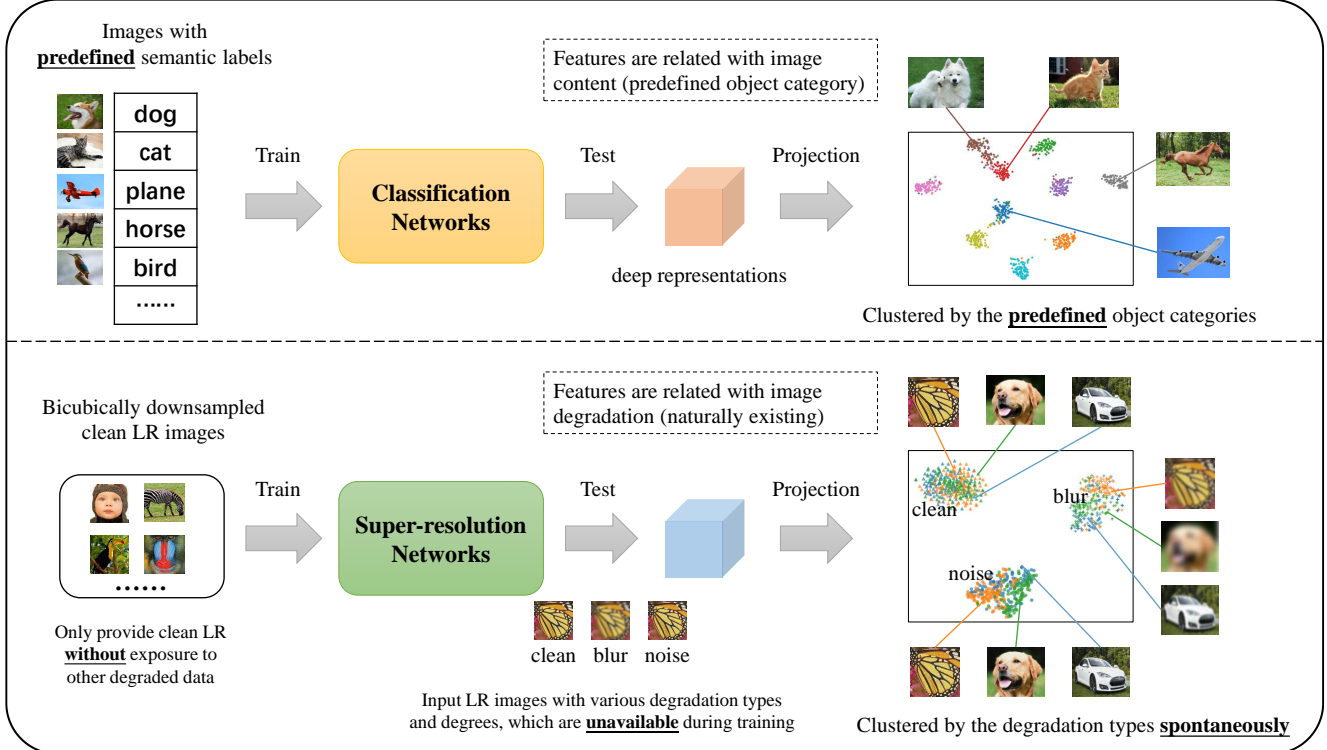 Images with
predefined semantic labels
dog
cat
plane
horse
bird
......
Train
Classification
Networks
Features are related with image
content (predefined object category)
Test
deep representations
Projection
Clustered by the predefined object categories
Bicubically downsampled
clean LR images
......
Only provide clean LR
without exposure to
other degraded data
Train
Super-resolution
Networks
Features are related with image
degradation (naturally existing)
Test
clean blur noise
Input LR images with various degradation types
and degrees, which are unavailable during training
Projection
clean
blur
noise
Clustered by the degradation types spontaneously